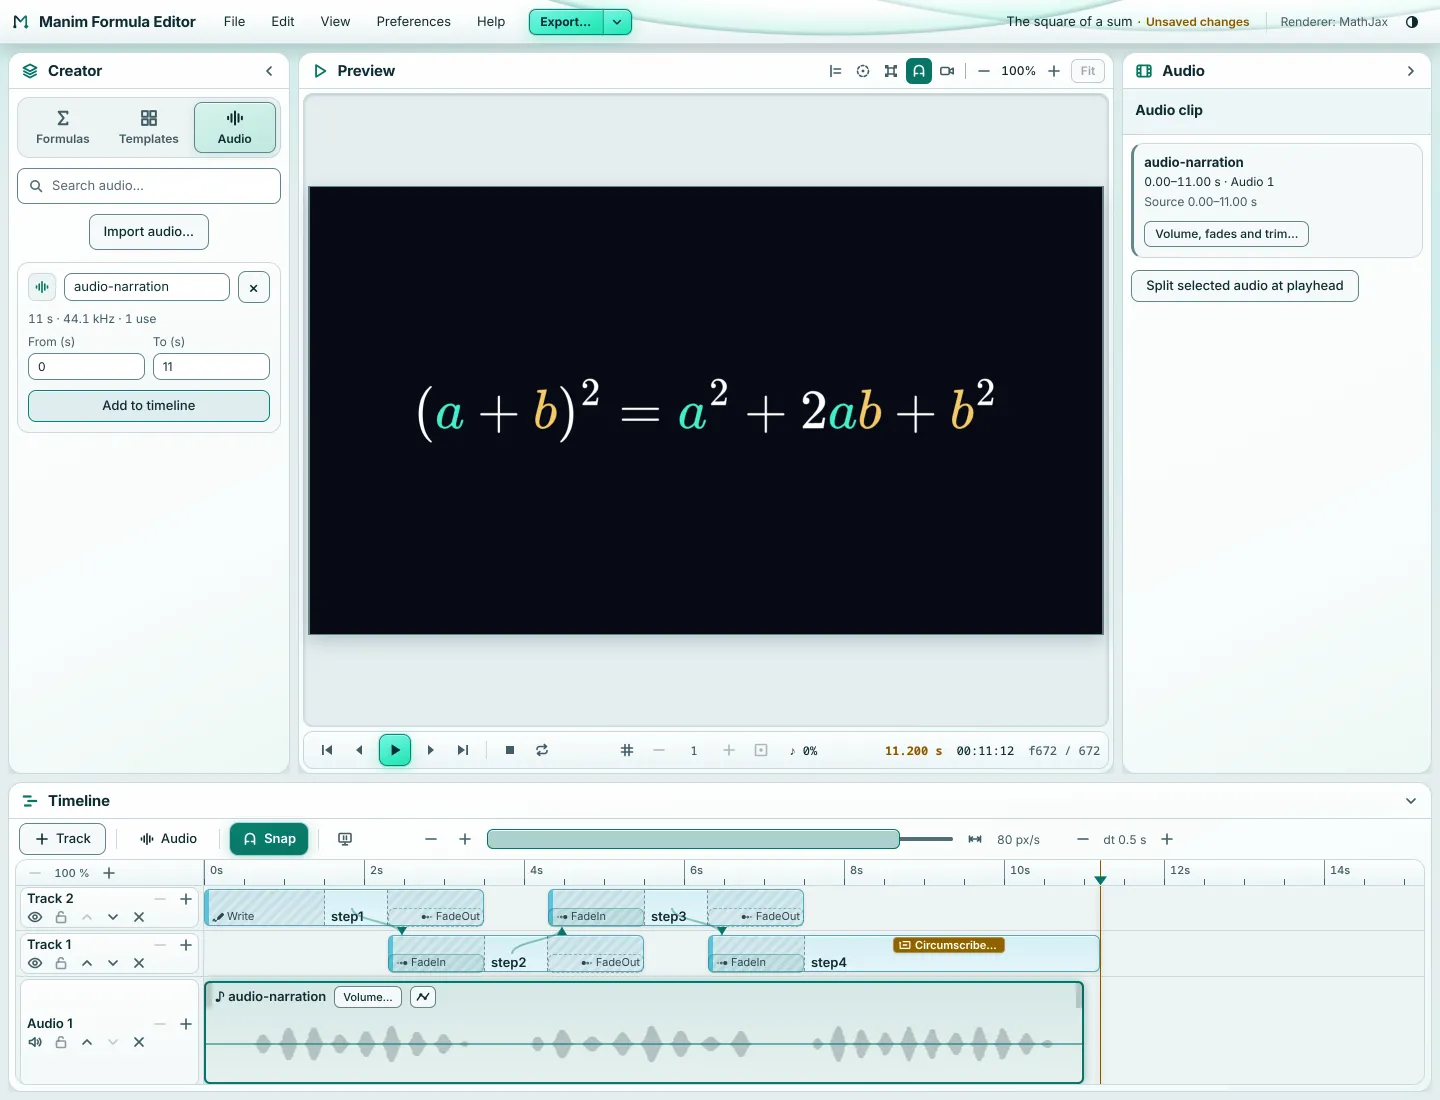 Manim Formula Editor File Edit View Preferences Help Export... The square of a sum · Unsaved changes Renderer: MathJax
Creator
Formulas Templates Audio
Search audio...
Import audio...
audio-narration
11 s · 44.1 kHz · 1 use
From (s) To (s)
0 11
Add to timeline
Preview 100% Fit
(a + b)² = a² + 2ab + b²
1 ♪ 0% 11.200 s 00:11:12 f672 / 672
Audio
Audio clip
audio-narration
0.00–11.00 s · Audio 1
Source 0.00–11.00 s
Volume, fades and trim...
Split selected audio at playhead
Timeline
+ Track Audio Snap 80 px/s dt 0.5 s
100 % 0s 2s 4s 6s 8s 10s 12s 14s
Track 2
Write step1 FadeOut FadeIn step3 FadeOut
Track 1
FadeIn step2 FadeOut FadeIn step4 Circumscribe...
Audio 1
♪ audio-narration Volume...